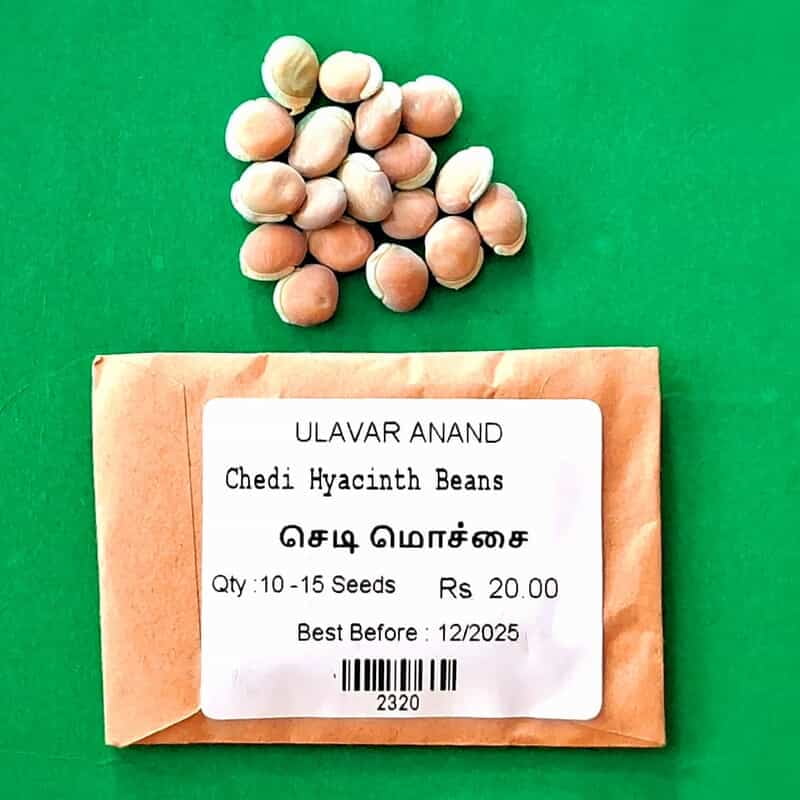 ULAVAR ANAND
Chedi Hyacinth Beans
செடி மொச்சை
Qty :10 -15 Seeds Rs 20.00
Best Before : 12/2025
2320